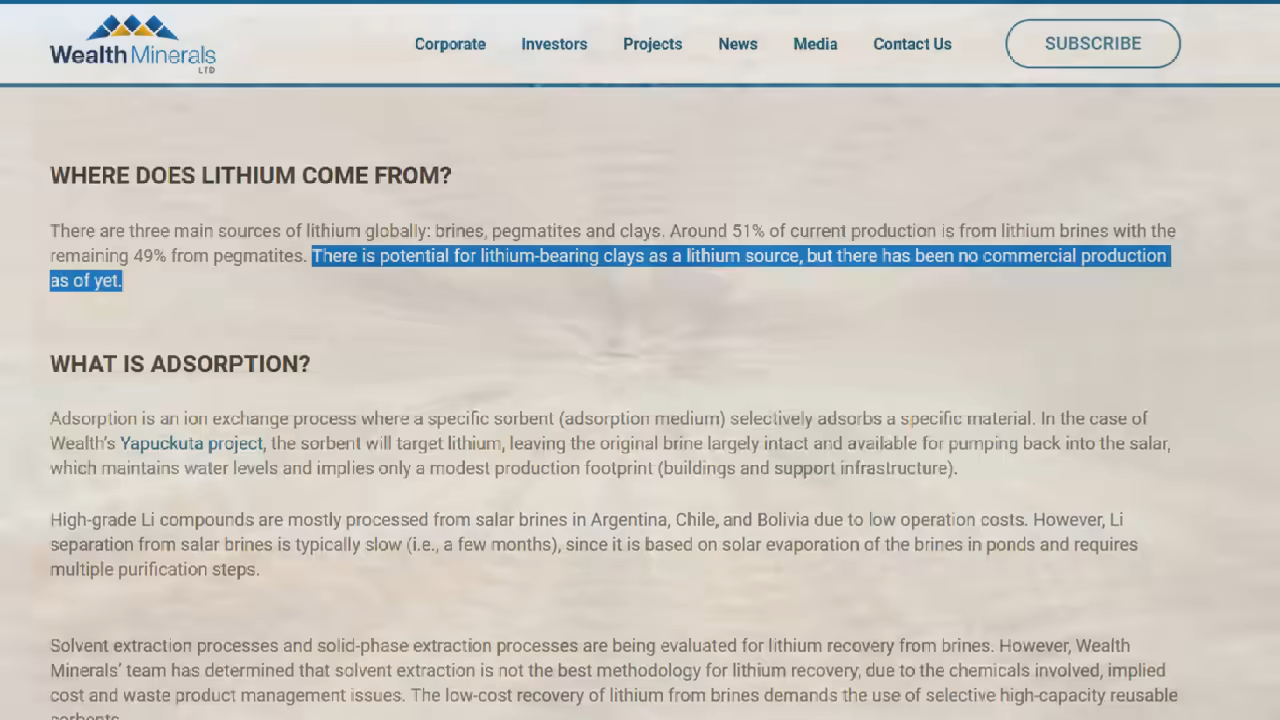 Wealth Minerals
LTD
Corporate
Investors
Projects
News
Media
Contact Us
SUBSCRIBE
WHERE DOES LITHIUM COME FROM?
There are three main sources of lithium globally: brines, pegmatites and clays. Around 51% of current production is from lithium brines with the
remaining 49% from pegmatites. There is potential for lithium-bearing clays as a lithium source, but there has been no commercial production
as of yet.
WHAT IS ADSORPTION?
Adsorption is an ion exchange process where a specific sorbent (adsorption medium) selectively adsorbs a specific material. In the case of
Wealth's Yapuckuta project, the sorbent will target lithium, leaving the original brine largely intact and available for pumping back into the salar,
which maintains water levels and implies only a modest production footprint (buildings and support infrastructure).
High-grade Li compounds are mostly processed from salar brines in Argentina, Chile, and Bolivia due to low operation costs. However, Li
separation from salar brines is typically slow (i.e., a few months), since it is based on solar evaporation of the brines in ponds and requires
multiple purification steps.
Solvent extraction processes and solid-phase extraction processes are being evaluated for lithium recovery from brines. However, Wealth
Minerals' team has determined that solvent extraction is not the best methodology for lithium recovery, due to the chemicals involved, implied
cost and waste product management issues. The low-cost recovery of lithium from brines demands the use of selective high-capacity reusable
sorbents.